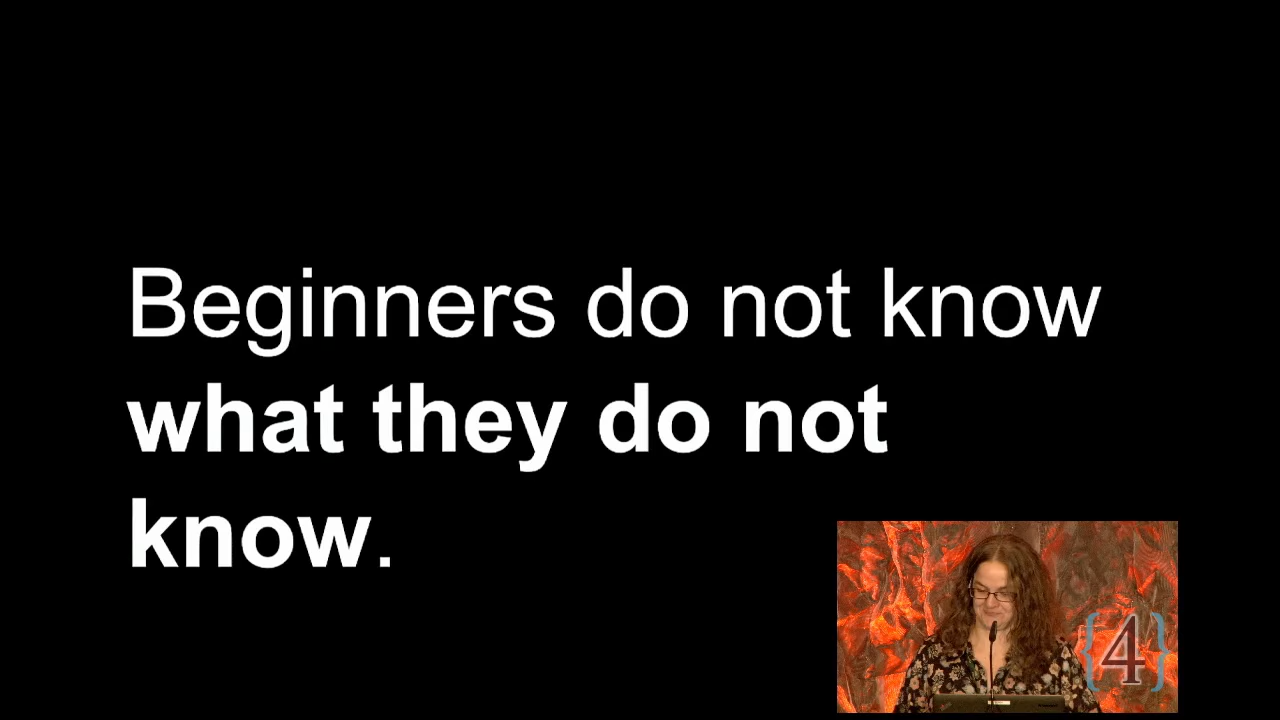 Beginners do not know
what they do not
know.
{4}